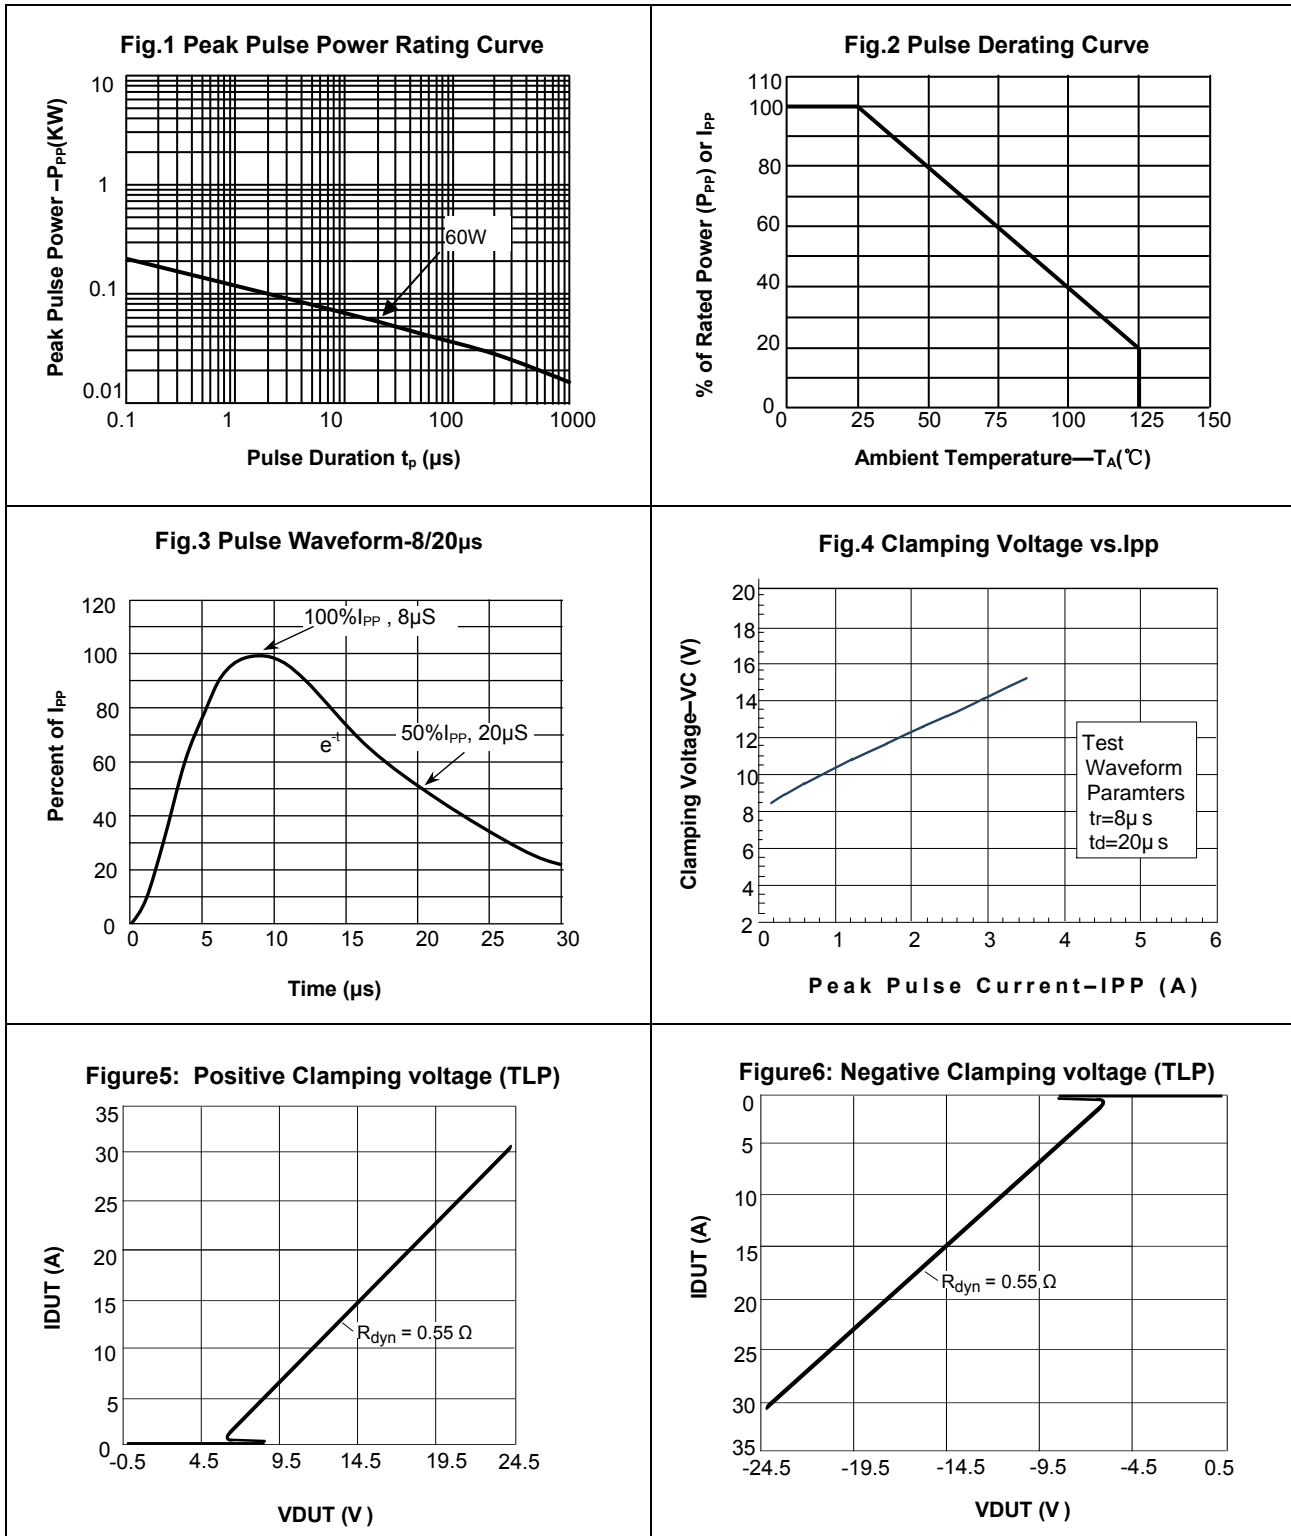 Fig.1 Peak Pulse Power Rating Curve
Peak Pulse Power –PPP(KW)
10
1
0.1
0.01
60W
0.1 1 10 100 1000
Pulse Duration tp (µs)
Fig.2 Pulse Derating Curve
% of Rated Power (PPP) or IPP
110
100
80
60
40
20
0
0 25 50 75 100 125 150
Ambient Temperature—TA(℃)
Fig.3 Pulse Waveform-8/20µs
Percent of IPP
120
100
80
60
40
20
0
100%IPP , 8µS
e-t
50%IPP, 20µS
0 5 10 15 20 25 30
Time (µs)
Fig.4 Clamping Voltage vs.Ipp
Clamping Voltage–VC (V)
20
18
16
14
12
10
8
6
4
2
Test
Waveform
Paramters
tr=8µ s
td=20µ s
0 1 2 3 4 5 6
Peak Pulse Current–IPP (A)
Figure5: Positive Clamping voltage (TLP)
IDUT (A)
35
30
25
20
15
10
5
0
Rdyn = 0.55 Ω
-0.5 4.5 9.5 14.5 19.5 24.5
VDUT (V )
Figure6: Negative Clamping voltage (TLP)
IDUT (A)
0
5
10
15
20
25
30
35
Rdyn = 0.55 Ω
-24.5 -19.5 -14.5 -9.5 -4.5 0.5
VDUT (V )